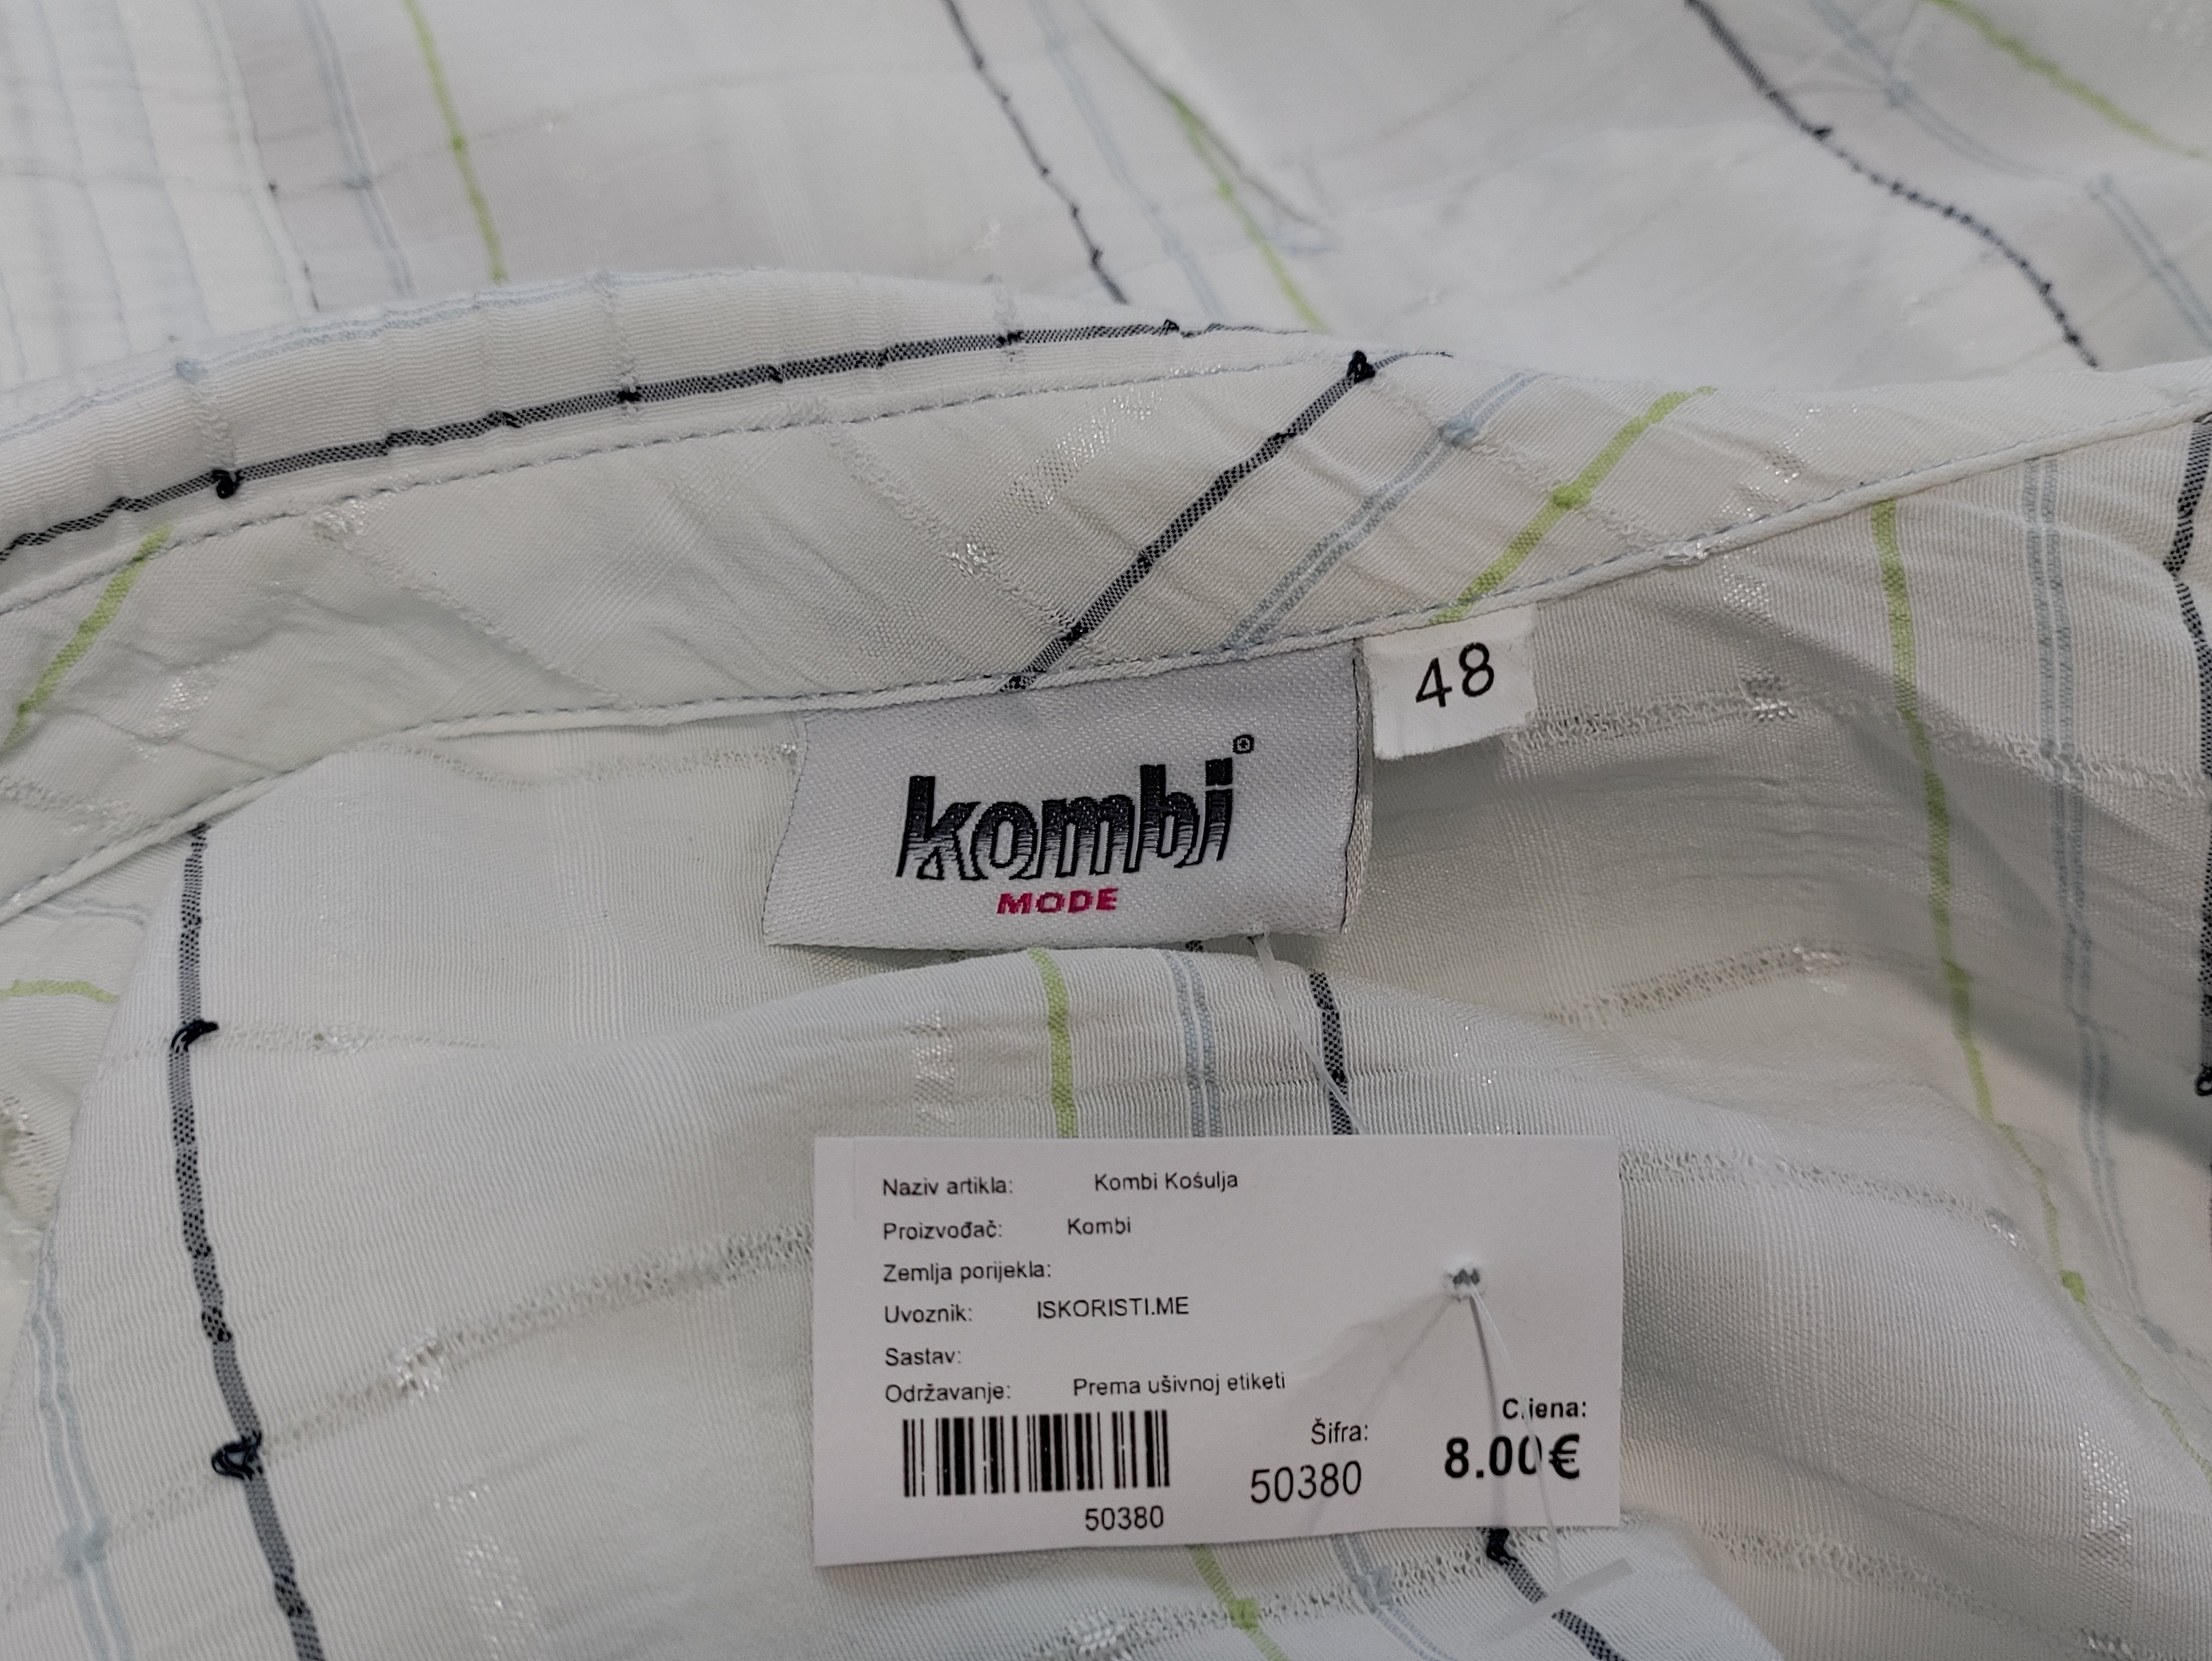 48
kombi
MODE
Naziv artikla: Kombi Košulja
Proizvođač: Kombi
Zemlja porijekla:
Uvoznik: ISKORISTI.ME
Sastav:
Održavanje: Prema ušivnoj etiketi
Šifra: Cijena:
50380 8.00€
50380